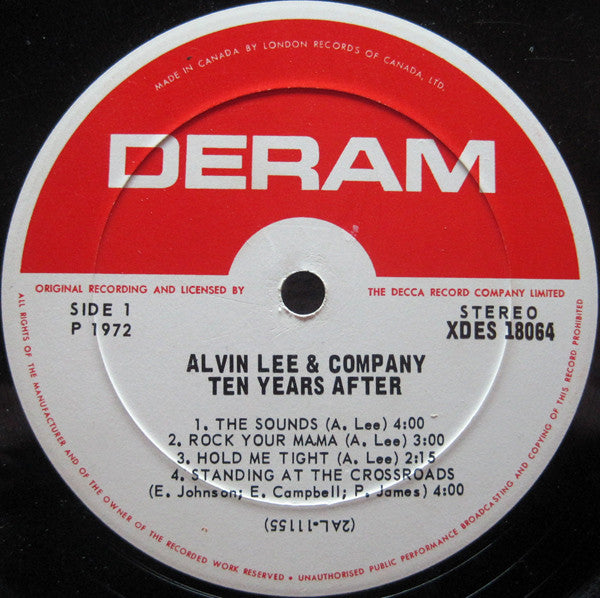 MADE IN CANADA BY LONDON RECORDS OF CANADA, LTD.
DERAM
ORIGINAL RECORDING AND LICENSED BY THE DECCA RECORD COMPANY LIMITED
SIDE 1
P 1972
STEREO
XDES 18064
ALVIN LEE & COMPANY
TEN YEARS AFTER
1. THE SOUNDS (A. Lee) 4:00
2. ROCK YOUR MAMA (A. Lee) 3:00
3. HOLD ME TIGHT (A. Lee) 2:15
4. STANDING AT THE CROSSROADS
(E. Johnson; E. Campbell; P. James) 4:00
(2AL-11155)
ALL RIGHTS OF THE MANUFACTURER AND OF THE OWNER OF THE RECORDED WORK RESERVED • UNAUTHORISED PUBLIC PERFORMANCE BROADCASTING AND COPYING OF THIS RECORD PROHIBITED